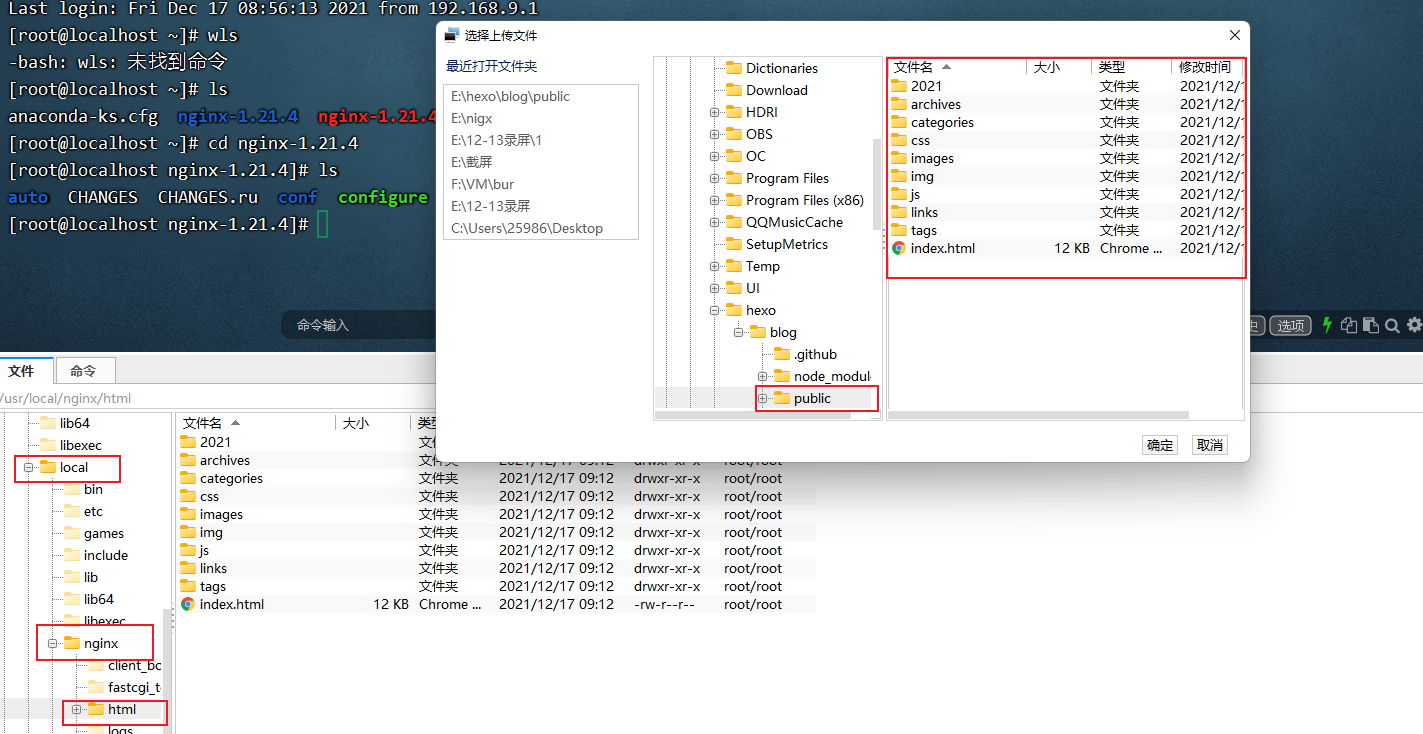 Last login: Fri Dec 17 08:56:13 2021 from 192.168.9.1
[root@localhost ~]# wls
-bash: wls: 未找到命令
[root@localhost ~]# ls
anaconda-ks.cfg nginx-1.21.4 nginx-1.21.4
[root@localhost ~]# cd nginx-1.21.4
[root@localhost nginx-1.21.4]# ls
auto CHANGES CHANGES.ru conf configure
[root@localhost nginx-1.21.4]#
命令输入
选项
选择上传文件
最近打开文件夹
E:\hexo\blog\public
E:\nigx
E:\12-13录屏\1
E:\截屏
F:\VM\bur
E:\12-13录屏
C:\Users\25986\Desktop
Dictionaries
Download
HDRI
OBS
OC
Program Files
Program Files (x86)
QQMusicCache
SetupMetrics
Temp
UI
hexo
blog
.github
node_modul
public
文件名 大小 类型 修改时间
2021 文件夹 2021/12/1
archives 文件夹 2021/12/1
categories 文件夹 2021/12/1
css 文件夹 2021/12/1
images 文件夹 2021/12/1
img 文件夹 2021/12/1
js 文件夹 2021/12/1
links 文件夹 2021/12/1
tags 文件夹 2021/12/1
index.html 12 KB Chrome ... 2021/12/1
确定 取消
文件 命令
/usr/local/nginx/html
lib64
libexec
local
bin
etc
games
include
lib
lib64
libexec
nginx
client_bo
fastcgi_t
html
logs
文件名 大小 类
2021 文
archives 文件夹 2021/12/17 09:12 drwxr-xr-x root/root
categories 文件夹 2021/12/17 09:12 drwxr-xr-x root/root
css 文件夹 2021/12/17 09:12 drwxr-xr-x root/root
images 文件夹 2021/12/17 09:12 drwxr-xr-x root/root
img 文件夹 2021/12/17 09:12 drwxr-xr-x root/root
js 文件夹 2021/12/17 09:12 drwxr-xr-x root/root
links 文件夹 2021/12/17 09:12 drwxr-xr-x root/root
tags 文件夹 2021/12/17 09:12 drwxr-xr-x root/root
index.html 12 KB Chrome ... 2021/12/17 09:12 -rw-r--r-- root/root